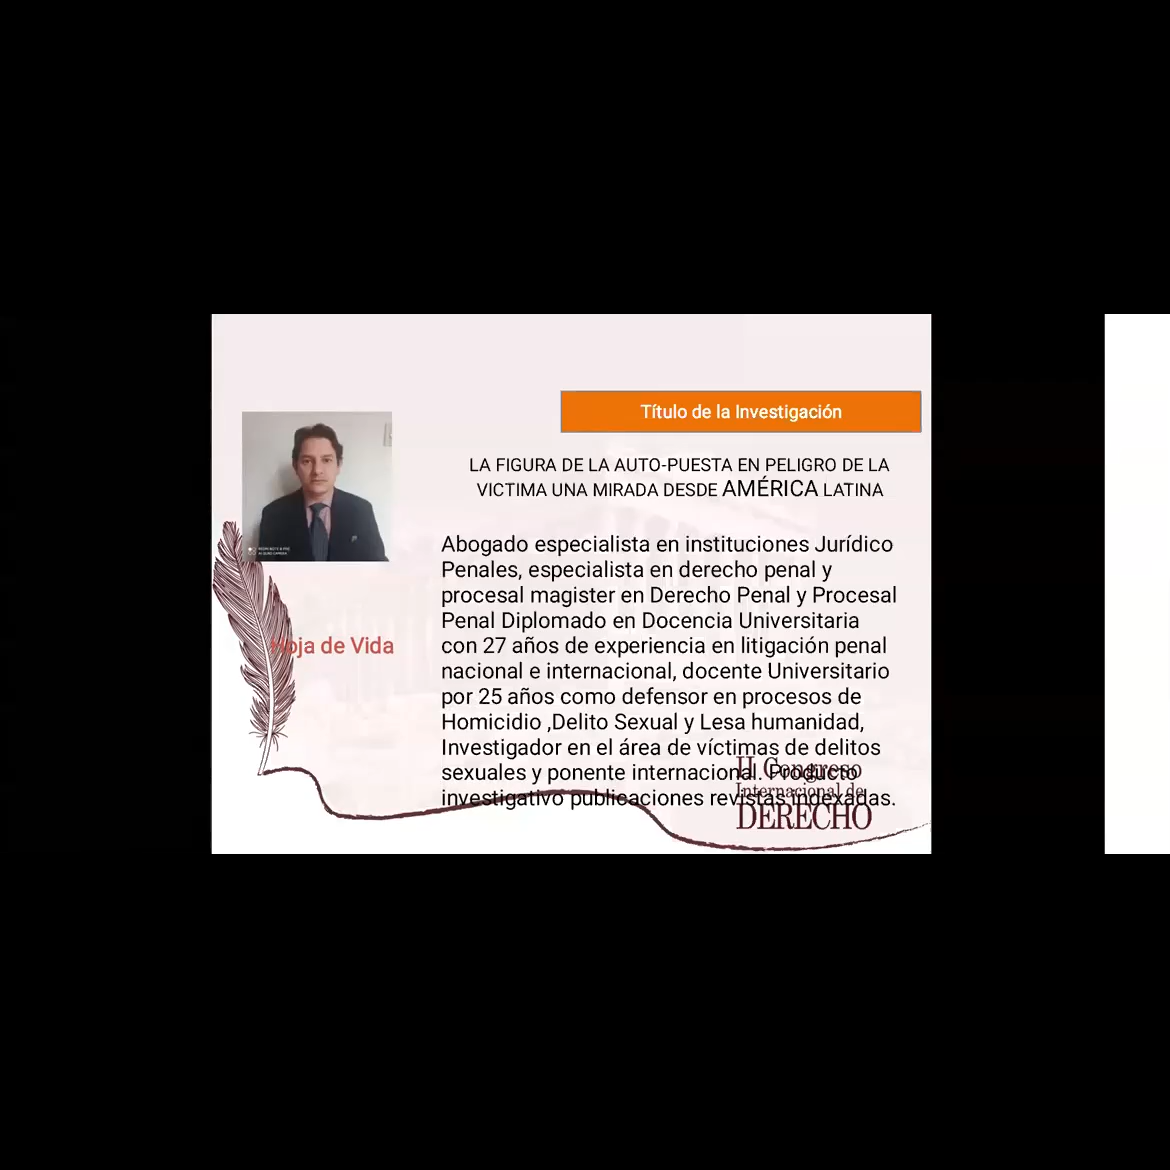 Título de la Investigación
LA FIGURA DE LA AUTO-PUESTA EN PELIGRO DE LA
VICTIMA UNA MIRADA DESDE AMÉRICA LATINA
Hoja de Vida
Abogado especialista en instituciones Jurídico
Penales, especialista en derecho penal y
procesal magister en Derecho Penal y Procesal
Penal Diplomado en Docencia Universitaria
con 27 años de experiencia en litigación penal
nacional e internacional, docente Universitario
por 25 años como defensor en procesos de
Homicidio ,Delito Sexual y Lesa humanidad,
Investigador en el área de víctimas de delitos
sexuales y ponente internacional. Producto
investigativo publicaciones revistas indexadas.
II Congreso
Internacional de
DERECHO